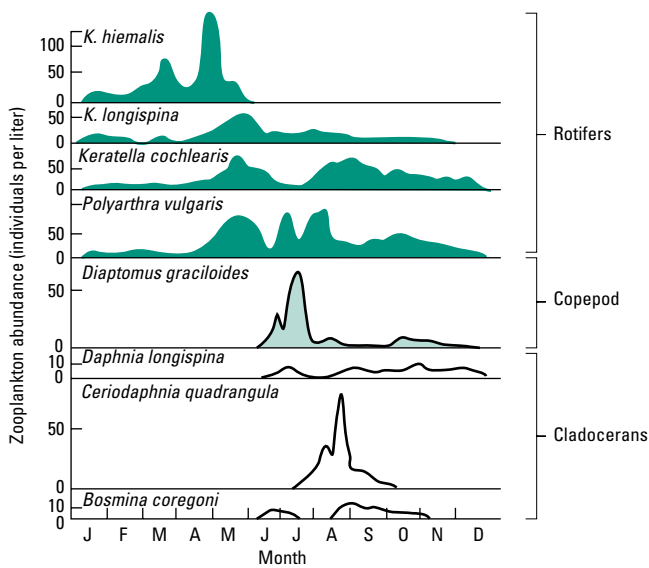 Zooplankton abundance (individuals per liter)
K. hiemalis
100
50
0
K. longispina
50
0
Keratella cochlearis
50
0
Polyarthra vulgaris
50
0
Rotifers
Diaptomus graciloides
50
0
Copepod
Daphnia longispina
10
0
Ceriodaphnia quadrangula
50
0
Bosmina coregoni
10
0
Cladocerans
J F M A M J J A S O N D
Month